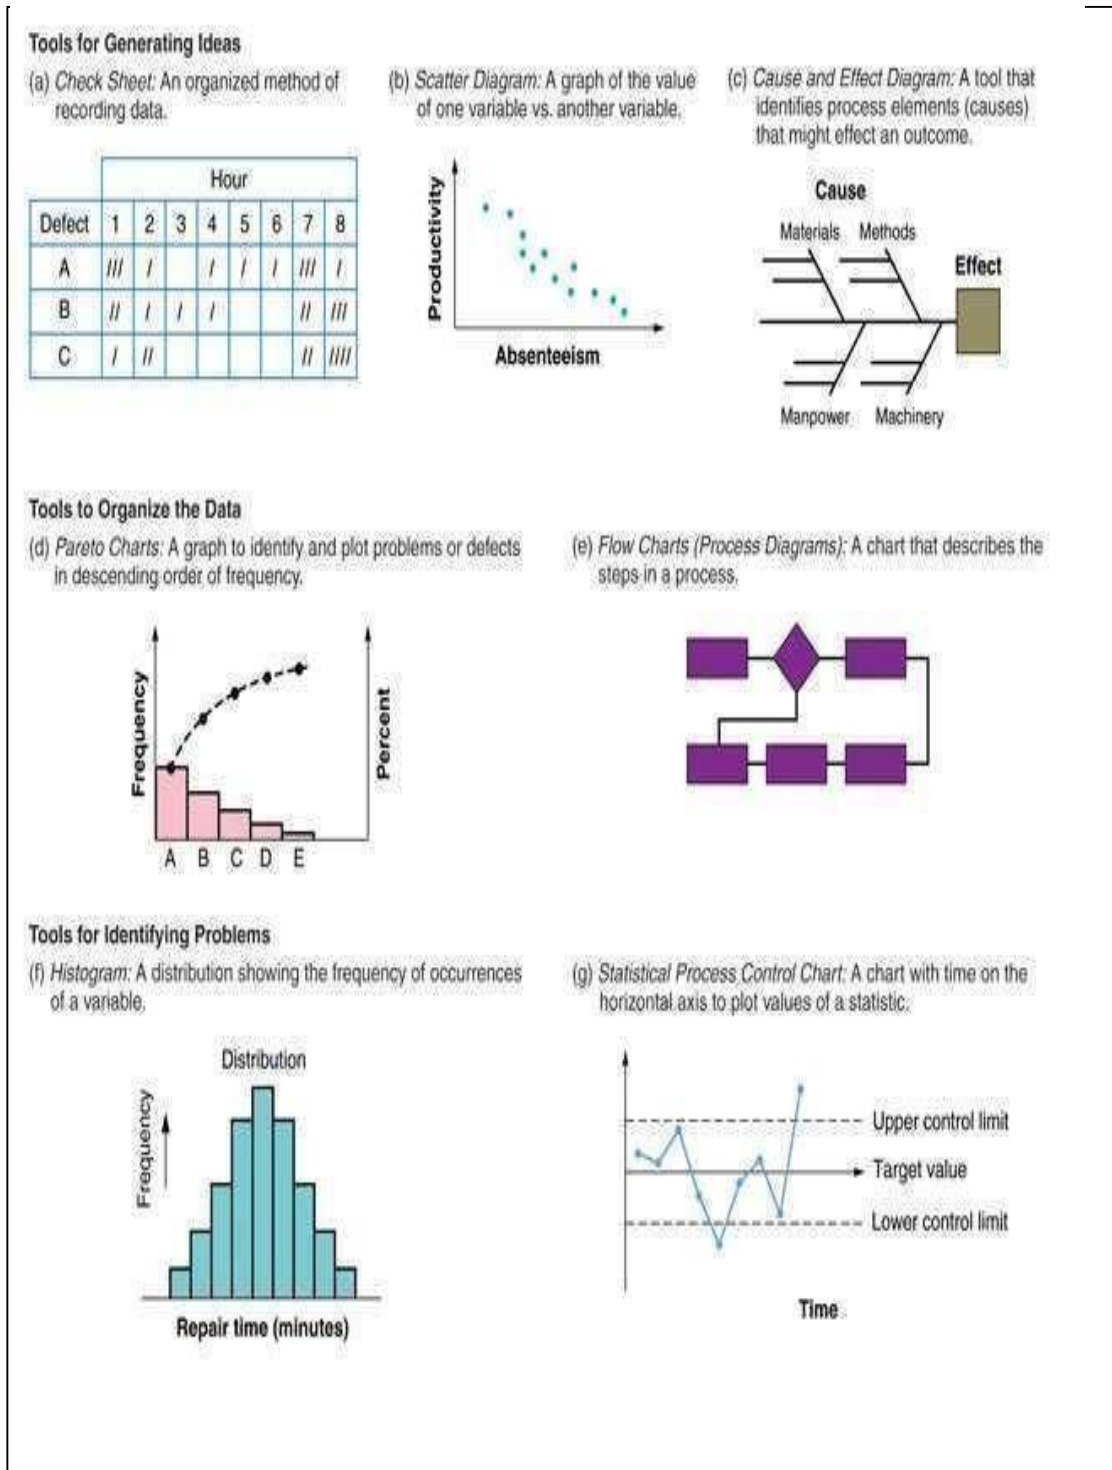 Tools for Generating Ideas
(a) Check Sheet: An organized method of
recording data.
(b) Scatter Diagram: A graph of the value
of one variable vs. another variable.
(c) Cause and Effect Diagram: A tool that
identifies process elements (causes)
that might effect an outcome.
Hour
Defect 1 2 3 4 5 6 7 8
A /// / / / / /// /
B // / / / // ///
C / // // ////
Productivity
Absenteeism
Cause
Materials Methods
Effect
Manpower Machinery
Tools to Organize the Data
(d) Pareto Charts: A graph to identify and plot problems or defects
in descending order of frequency.
(e) Flow Charts (Process Diagrams): A chart that describes the
steps in a process.
Frequency
Percent
A B C D E
Tools for Identifying Problems
(f) Histogram: A distribution showing the frequency of occurrences
of a variable.
(g) Statistical Process Control Chart: A chart with time on the
horizontal axis to plot values of a statistic.
Distribution
Frequency
Repair time (minutes)
Upper control limit
Target value
Lower control limit
Time